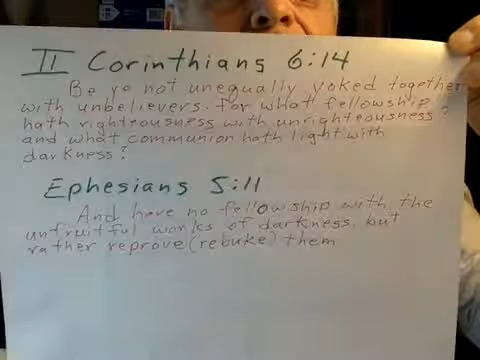 II Corinthians 6:14
Be ye not unequally yoked together
with unbelievers. For what fellowship
hath righteousness with unrighteousness?
and what communion hath light with
darkness?
Ephesians 5:11
And have no fellowship with the
unfruitful works of darkness, but
rather reprove (rebuke) them